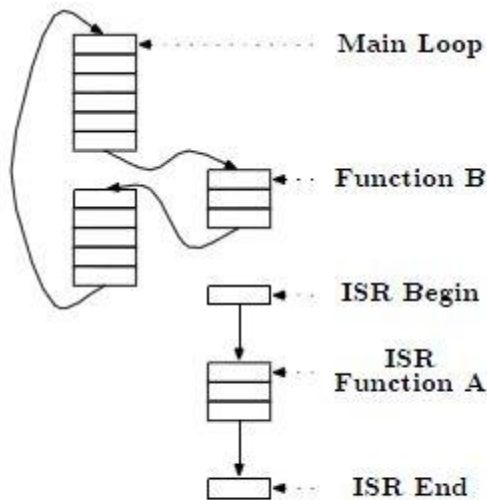 Main Loop
Function B
ISR Begin
ISR
Function A
ISR End